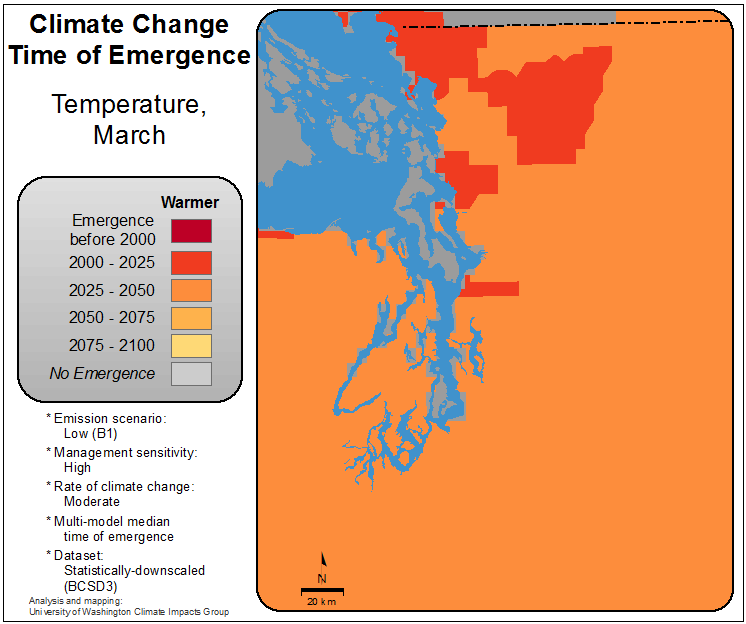 Climate Change
Time of Emergence
Temperature,
March
Warmer
Emergence
before 2000
2000 - 2025
2025 - 2050
2050 - 2075
2075 - 2100
No Emergence
* Emission scenario:
Low (B1)
* Management sensitivity:
High
* Rate of climate change:
Moderate
* Multi-model median
time of emergence
* Dataset:
Statistically-downscaled
(BCSD3)
Analysis and mapping:
University of Washington Climate Impacts Group
N
20 km